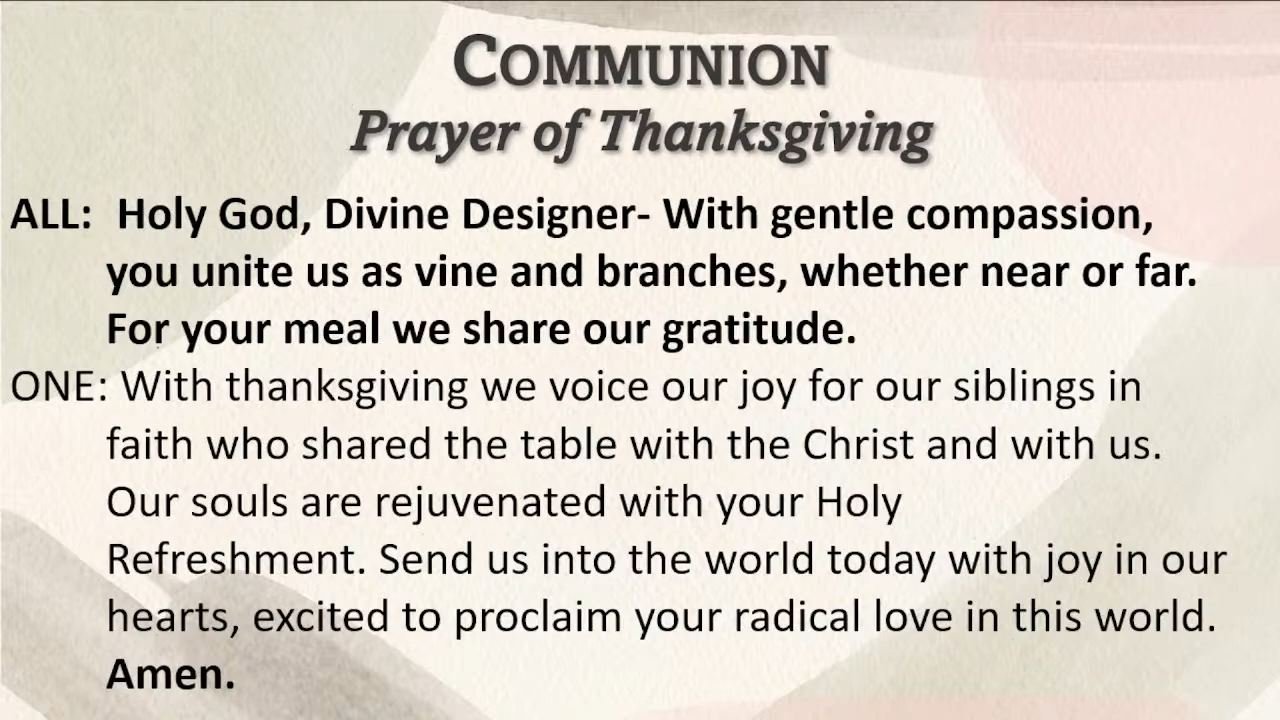 COMMUNION
Prayer of Thanksgiving
ALL: Holy God, Divine Designer- With gentle compassion,
you unite us as vine and branches, whether near or far.
For your meal we share our gratitude.
ONE: With thanksgiving we voice our joy for our siblings in
faith who shared the table with the Christ and with us.
Our souls are rejuvenated with your Holy
Refreshment. Send us into the world today with joy in our
hearts, excited to proclaim your radical love in this world.
Amen.